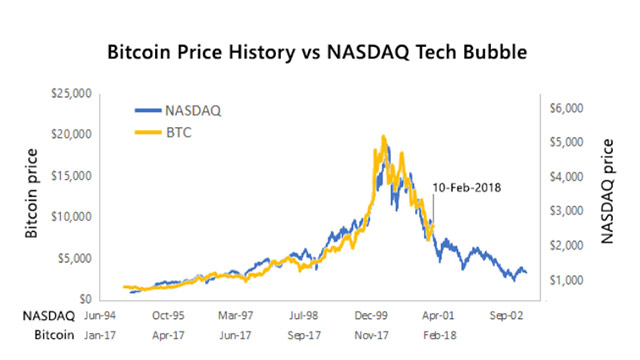 Bitcoin Price History vs NASDAQ Tech Bubble
$25,000
$20,000
$15,000
$10,000
$5,000
$0
Bitcoin price
NASDAQ
BTC
10-Feb-2018
$6,000
$5,000
$4,000
$3,000
$2,000
$1,000
NASDAQ price
NASDAQ Jun-94 Oct-95 Mar-97 Jul-98 Dec-99 Apr-01 Sep-02
Bitcoin Jan-17 Apr-17 Jun-17 Sep-17 Nov-17 Feb-18